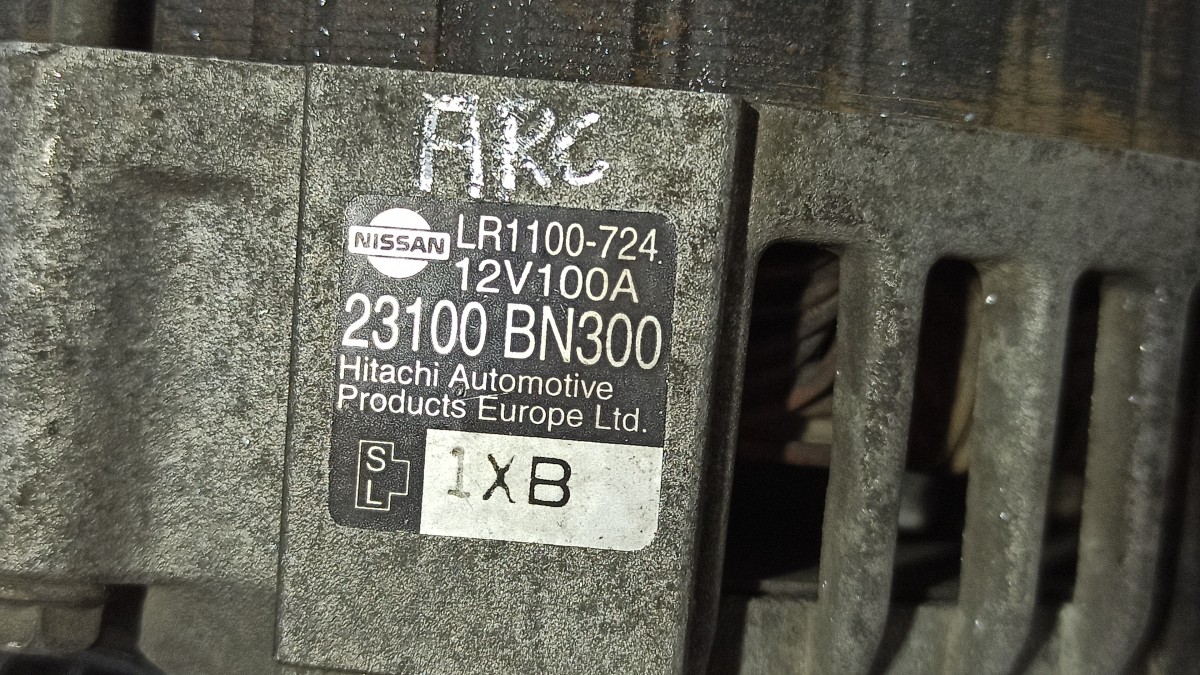 ARC
NISSAN LR1100-724.
12V100A
23100 BN300
Hitachi Automotive
Products Europe Ltd.
S
L
1XB